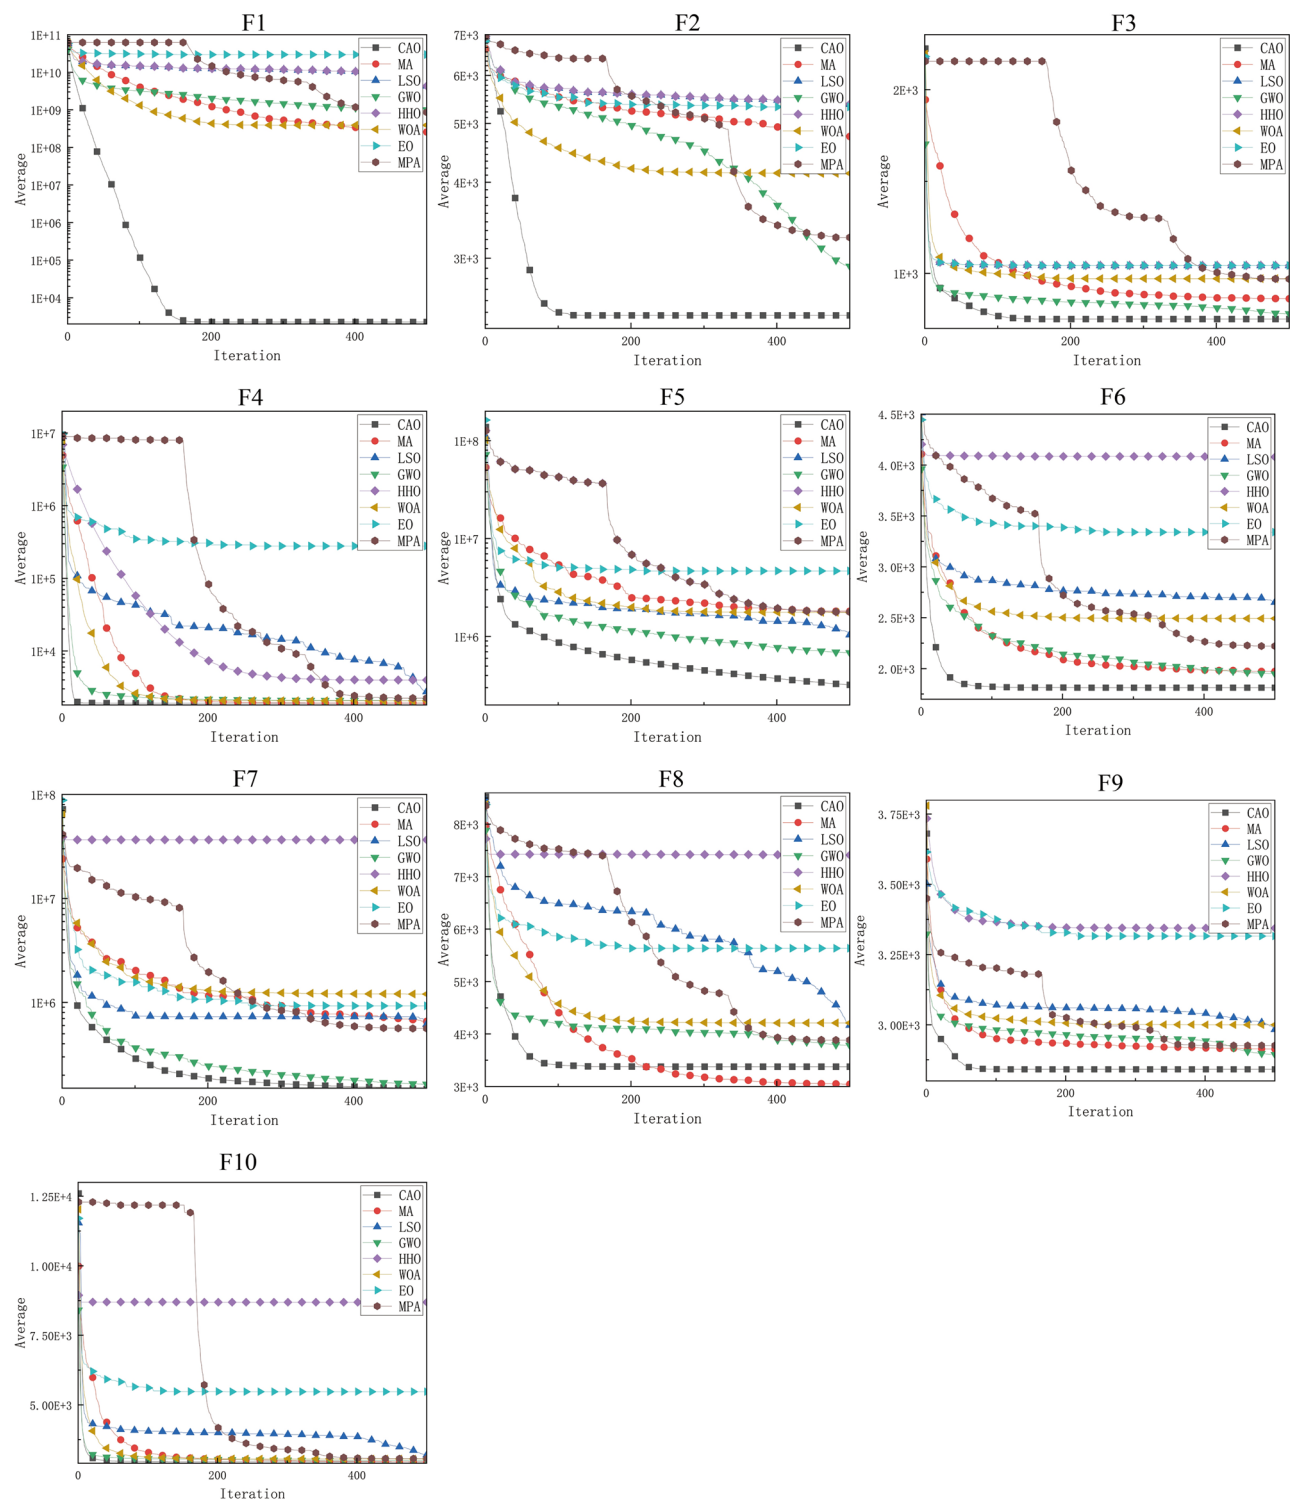 F1
1E+11
1E+10
1E+09
1E+08
1E+07
1E+06
1E+05
1E+04
Average
CAO
MA
LSO
GWO
HHO
WOA
EO
MPA
0
200
400
Iteration
F2
7E+3
6E+3
5E+3
4E+3
3E+3
Average
CAO
MA
LSO
GWO
HHO
WOA
EO
MPA
0
200
400
Iteration
F3
2E+3
1E+3
Average
CAO
MA
LSO
GWO
HHO
WOA
EO
MPA
0
200
400
Iteration
F4
1E+7
1E+6
1E+5
1E+4
Average
CAO
MA
LSO
GWO
HHO
WOA
EO
MPA
0
200
400
Iteration
F5
1E+8
1E+7
1E+6
Average
CAO
MA
LSO
GWO
HHO
WOA
EO
MPA
0
200
400
Iteration
F6
4.5E+3
4.0E+3
3.5E+3
3.0E+3
2.5E+3
2.0E+3
Average
CAO
MA
LSO
GWO
HHO
WOA
EO
MPA
0
200
400
Iteration
F7
1E+8
1E+7
1E+6
Average
CAO
MA
LSO
GWO
HHO
WOA
EO
MPA
0
200
400
Iteration
F8
8E+3
7E+3
6E+3
5E+3
4E+3
3E+3
Average
CAO
MA
LSO
GWO
HHO
WOA
EO
MPA
0
200
400
Iteration
F9
3.75E+3
3.50E+3
3.25E+3
3.00E+3
Average
CAO
MA
LSO
GWO
HHO
WOA
EO
MPA
0
200
400
Iteration
F10
1.25E+4
1.00E+4
7.50E+3
5.00E+3
Average
CAO
MA
LSO
GWO
HHO
WOA
EO
MPA
0
200
400
Iteration